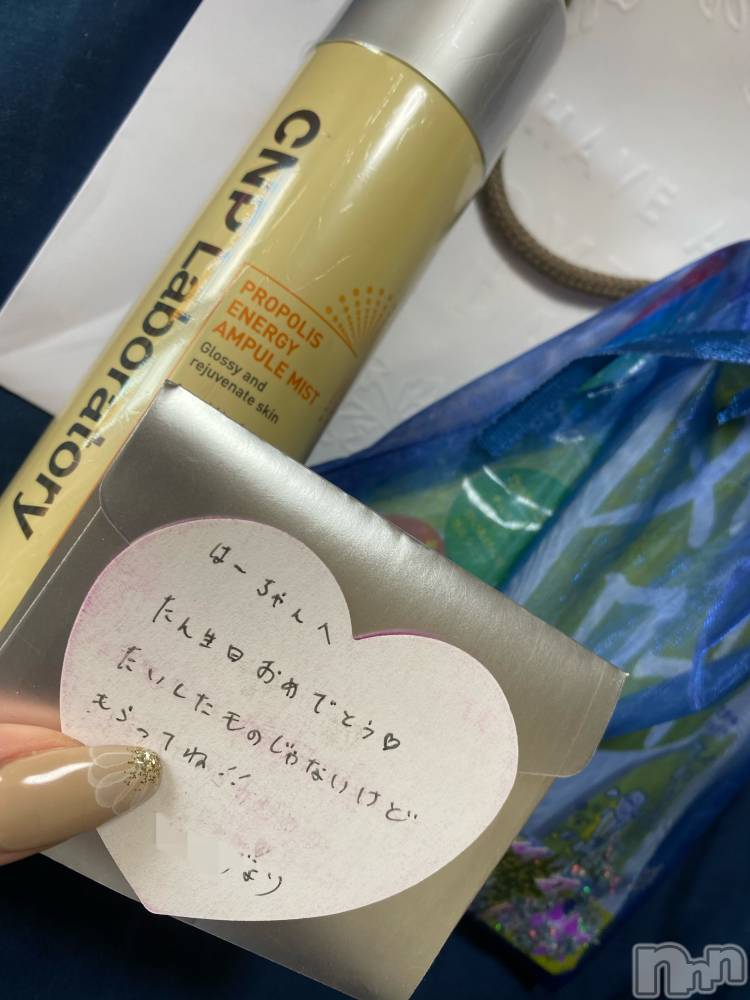 CNP Laboratory
PROPOLIS
ENERGY
AMPULE MIST
Glossy and
rejuvenate skin
HAVE
はーちゃんへ
たん生日おめでとう♡
たいしたものじゃないけど
もらってね!!
より
nnn